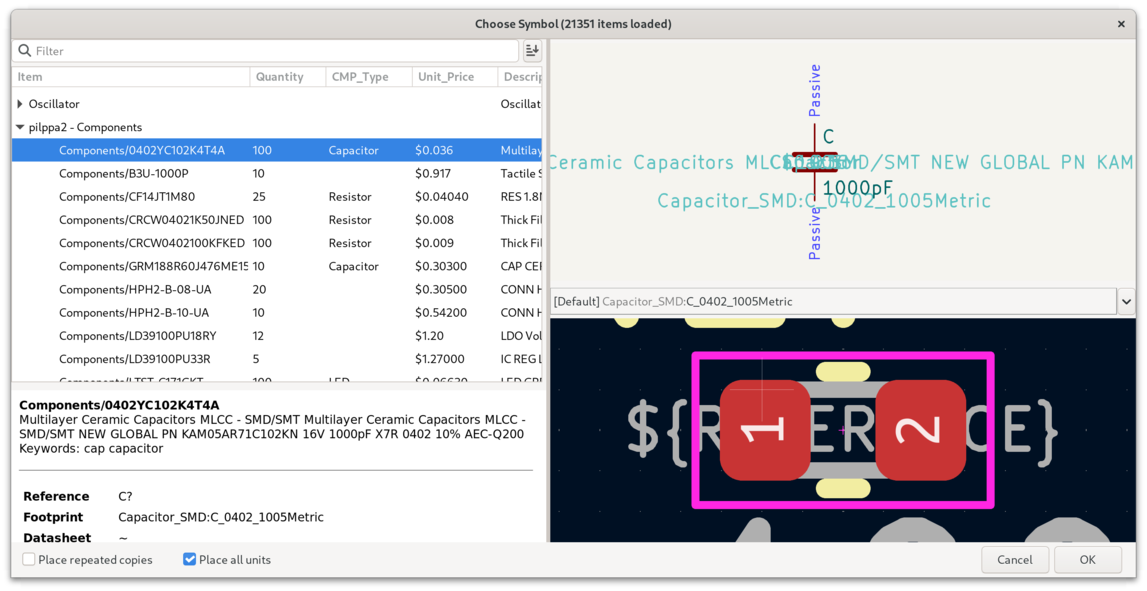 Choose Symbol (21351 items loaded)
Filter
Item Quantity CMP_Type Unit_Price Descrip
Oscillator Oscillat
pilppa2 - Components
Components/0402YC102K4T4A 100 Capacitor $0.036 Multilay
Components/B3U-1000P 10 $0.917 Tactile S
Components/CF14JT1M80 25 Resistor $0.04040 RES 1.8M
Components/CRCW04021K50JNED 100 Resistor $0.008 Thick Fil
Components/CRCW0402100KFKED 100 Resistor $0.009 Thick Fil
Components/GRM188R60J476ME15 10 Capacitor $0.30300 CAP CER
Components/HPH2-B-08-UA 20 $0.30500 CONN H
Components/HPH2-B-10-UA 10 $0.54200 CONN H
Components/LD39100PU18RY 12 $1.20 LDO Vol
Components/LD39100PU33R 5 $1.27000 IC REG L
Components/LTST-C171GKT 100 LED $0.06630 LED GRE
Components/0402YC102K4T4A
Multilayer Ceramic Capacitors MLCC - SMD/SMT Multilayer Ceramic Capacitors MLCC -
SMD/SMT NEW GLOBAL PN KAM05AR71C102KN 16V 1000pF X7R 0402 10% AEC-Q200
Keywords: cap capacitor
Reference C?
Footprint Capacitor_SMD:C_0402_1005Metric
Datasheet ~
Place repeated copies Place all units
Passive
C
Ceramic Capacitors MLCC SMD/SMT NEW GLOBAL PN KAM
1000pF
Capacitor_SMD:C_0402_1005Metric
Passive
[Default] Capacitor_SMD:C_0402_1005Metric
${REFERENCE}
1 2
Cancel OK